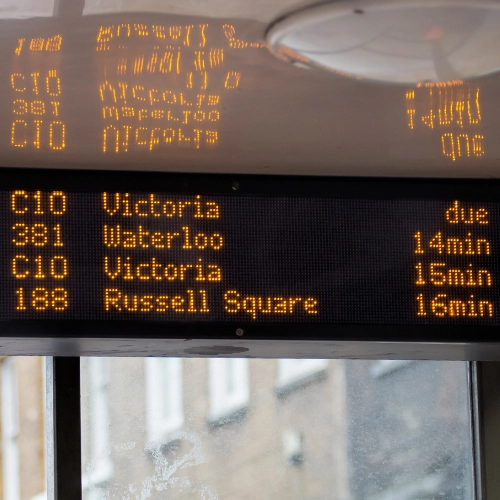 C10 Victoria due
381 Waterloo 14min
C10 Victoria 15min
188 Russell Square 16min